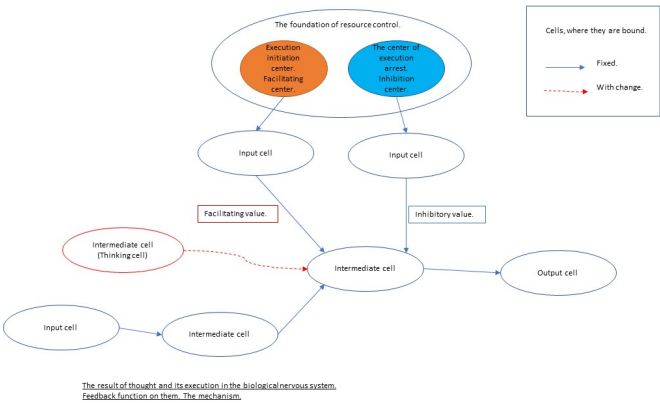 The foundation of resource control.
Execution
initiation
center.
Facilitating
center.
The center of
execution
arrest.
Inhibition
center.
Cells, where they are bound.
Fixed.
With change.
Input cell
Input cell
Facilitating value.
Inhibitory value.
Intermediate cell
(Thinking cell)
Intermediate cell
Output cell
Input cell
Intermediate cell
The result of thought and its execution in the biological nervous system.
Feedback function on them. The mechanism.